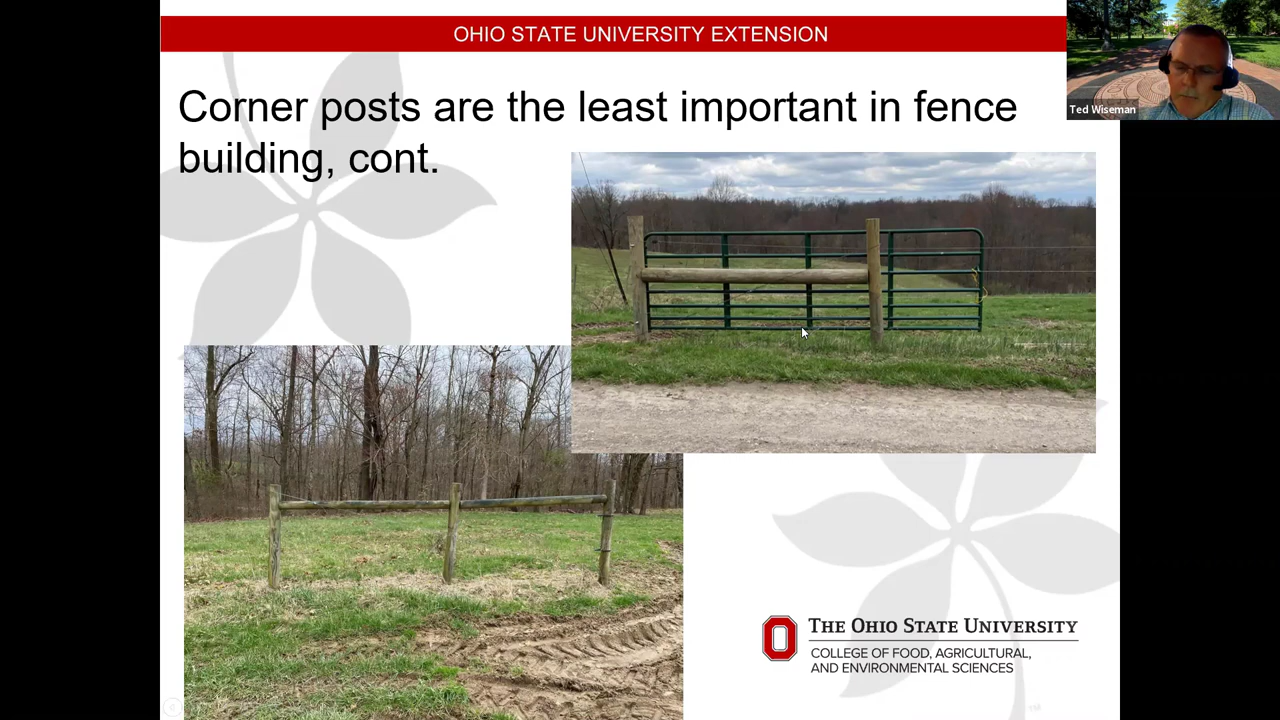 OHIO STATE UNIVERSITY EXTENSION
Ted Wiseman
Corner posts are the least important in fence
building, cont.
THE OHIO STATE UNIVERSITY
COLLEGE OF FOOD, AGRICULTURAL,
AND ENVIRONMENTAL SCIENCES
TM